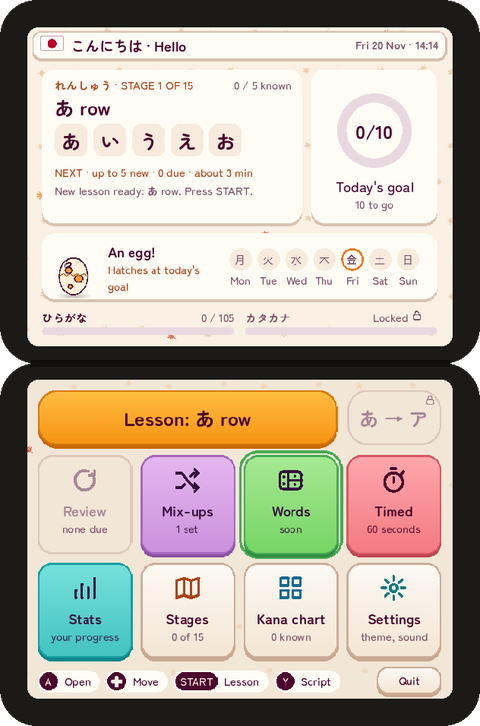 こんにちは · Hello
Fri 20 Nov · 14:14
れんしゅう · STAGE 1 OF 15
0 / 5 known
あ row
あ い う え お
NEXT · up to 5 new · 0 due · about 3 min
New lesson ready: あ row. Press START.
0/10
Today's goal
10 to go
An egg!
Hatches at today's
goal
月 火 水 木 金 土 日
Mon Tue Wed Thu Fri Sat Sun
ひらがな 0 / 105
カタカナ Locked
Lesson: あ row
あ → ア
Review
none due
Mix-ups
1 set
Words
soon
Timed
60 seconds
Stats
your progress
Stages
0 of 15
Kana chart
0 known
Settings
theme, sound
A Open
Move
START Lesson
Y Script
Quit